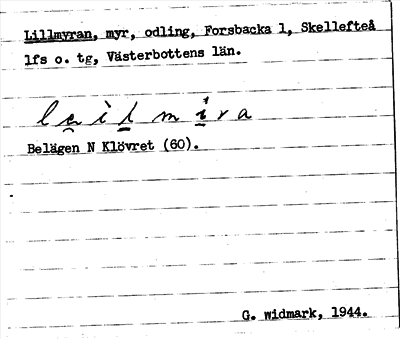 Lillmyran, myr, odling, Forsbacka 1, Skellefteå
lfs o. tg, Västerbottens län.
Belägen N Klövret (60).
G. Widmark, 1944.